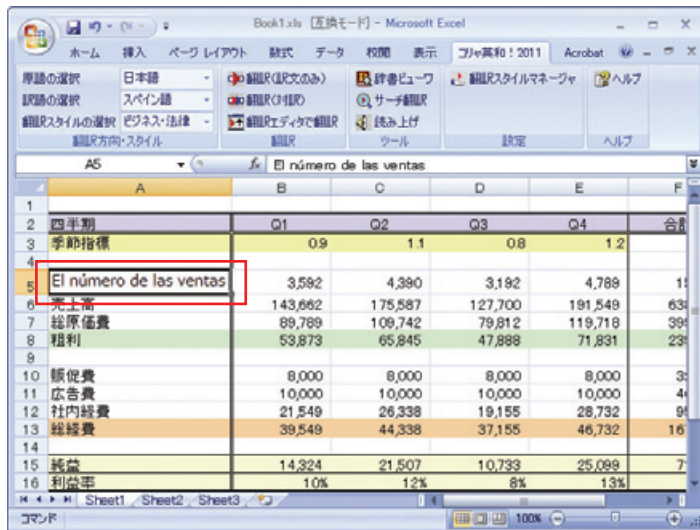 Book1.xls [互換モード] - Microsoft Excel
ホーム 挿入 ページ レイアウト 数式 データ 校閲 表示 コリャ英和！2011 Acrobat
原語の選択 日本語 翻訳(訳文のみ) 辞書ビューワ 翻訳スタイルマネージャ ヘルプ
訳語の選択 スペイン語 翻訳(対訳) サーチ翻訳
翻訳スタイルの選択 ビジネス・法律 翻訳エディタで翻訳 読み上げ
翻訳方向・スタイル 翻訳 ツール 設定 ヘルプ
A5 fx El número de las ventas
A B C D E F
1
2 四半期 Q1 Q2 Q3 Q4
3 季節指標 0.9 1.1 0.8 1.2
4
5 El número de las ventas 3,592 4,390 3,192 4,789
6 売上高 143,662 175,587 127,700 191,549
7 総原価費 89,789 109,742 79,812 119,718
8 粗利 53,873 65,845 47,888 71,831
9
10 販促費 8,000 8,000 8,000 8,000
11 広告費 10,000 10,000 10,000 10,000
12 社内経費 21,549 26,338 19,155 28,732
13 総経費 39,549 44,338 37,155 46,732
14
15 純益 14,324 21,507 10,733 25,099
16 利益率 10% 12% 8% 13%
Sheet1 Sheet2 Sheet3
コマンド 100%